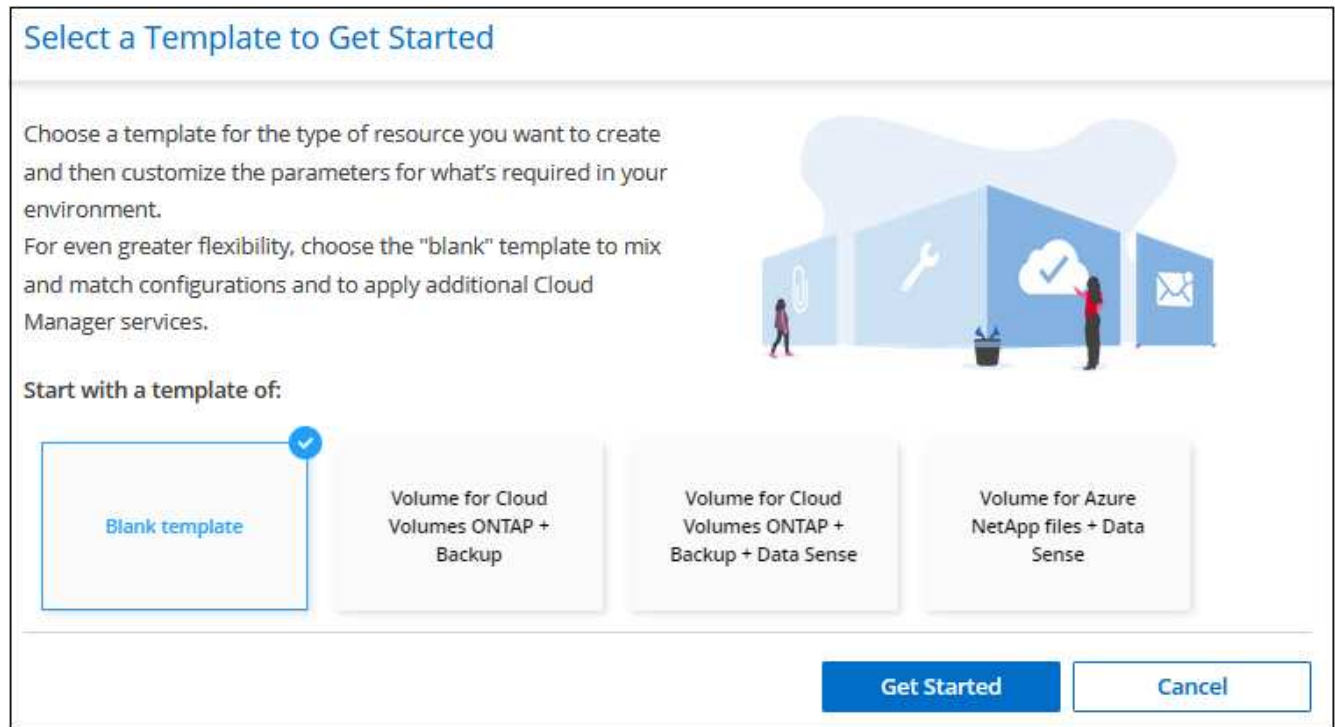 Select a Template to Get Started
Choose a template for the type of resource you want to create
and then customize the parameters for what's required in your
environment.
For even greater flexibility, choose the "blank" template to mix
and match configurations and to apply additional Cloud
Manager services.
Start with a template of:
Blank template
Volume for Cloud
Volumes ONTAP +
Backup
Volume for Cloud
Volumes ONTAP +
Backup + Data Sense
Volume for Azure
NetApp files + Data
Sense
Get Started
Cancel